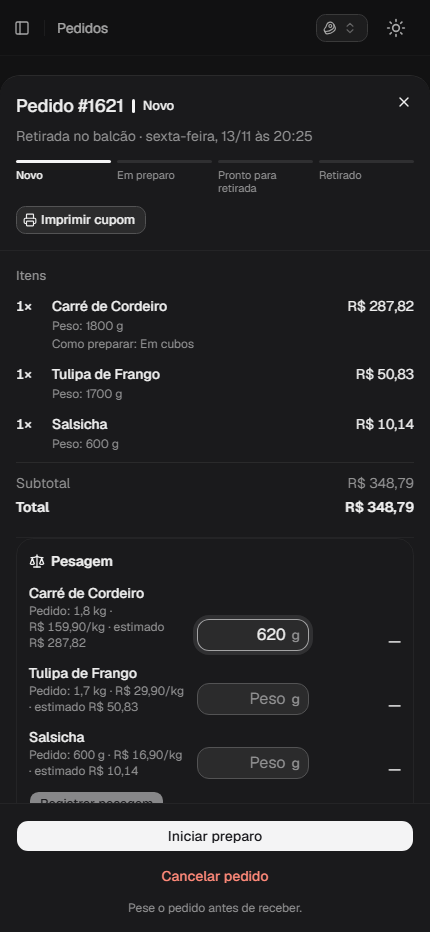 Pedidos
Pedido #1621 Novo
Retirada no balcão · sexta-feira, 13/11 às 20:25
Novo
Em preparo
Pronto para
retirada
Retirado
Imprimir cupom
Itens
1× Carré de Cordeiro R$ 287,82
Peso: 1800 g
Como preparar: Em cubos
1× Tulipa de Frango R$ 50,83
Peso: 1700 g
1× Salsicha R$ 10,14
Peso: 600 g
Subtotal R$ 348,79
Total R$ 348,79
Pesagem
Carré de Cordeiro
Pedido: 1,8 kg ·
R$ 159,90/kg · estimado
R$ 287,82
620 g
—
Tulipa de Frango
Pedido: 1,7 kg · R$ 29,90/kg
· estimado R$ 50,83
Peso g
—
Salsicha
Pedido: 600 g · R$ 16,90/kg
· estimado R$ 10,14
Peso g
—
Registrar pesagem
Iniciar preparo
Cancelar pedido
Pese o pedido antes de receber.